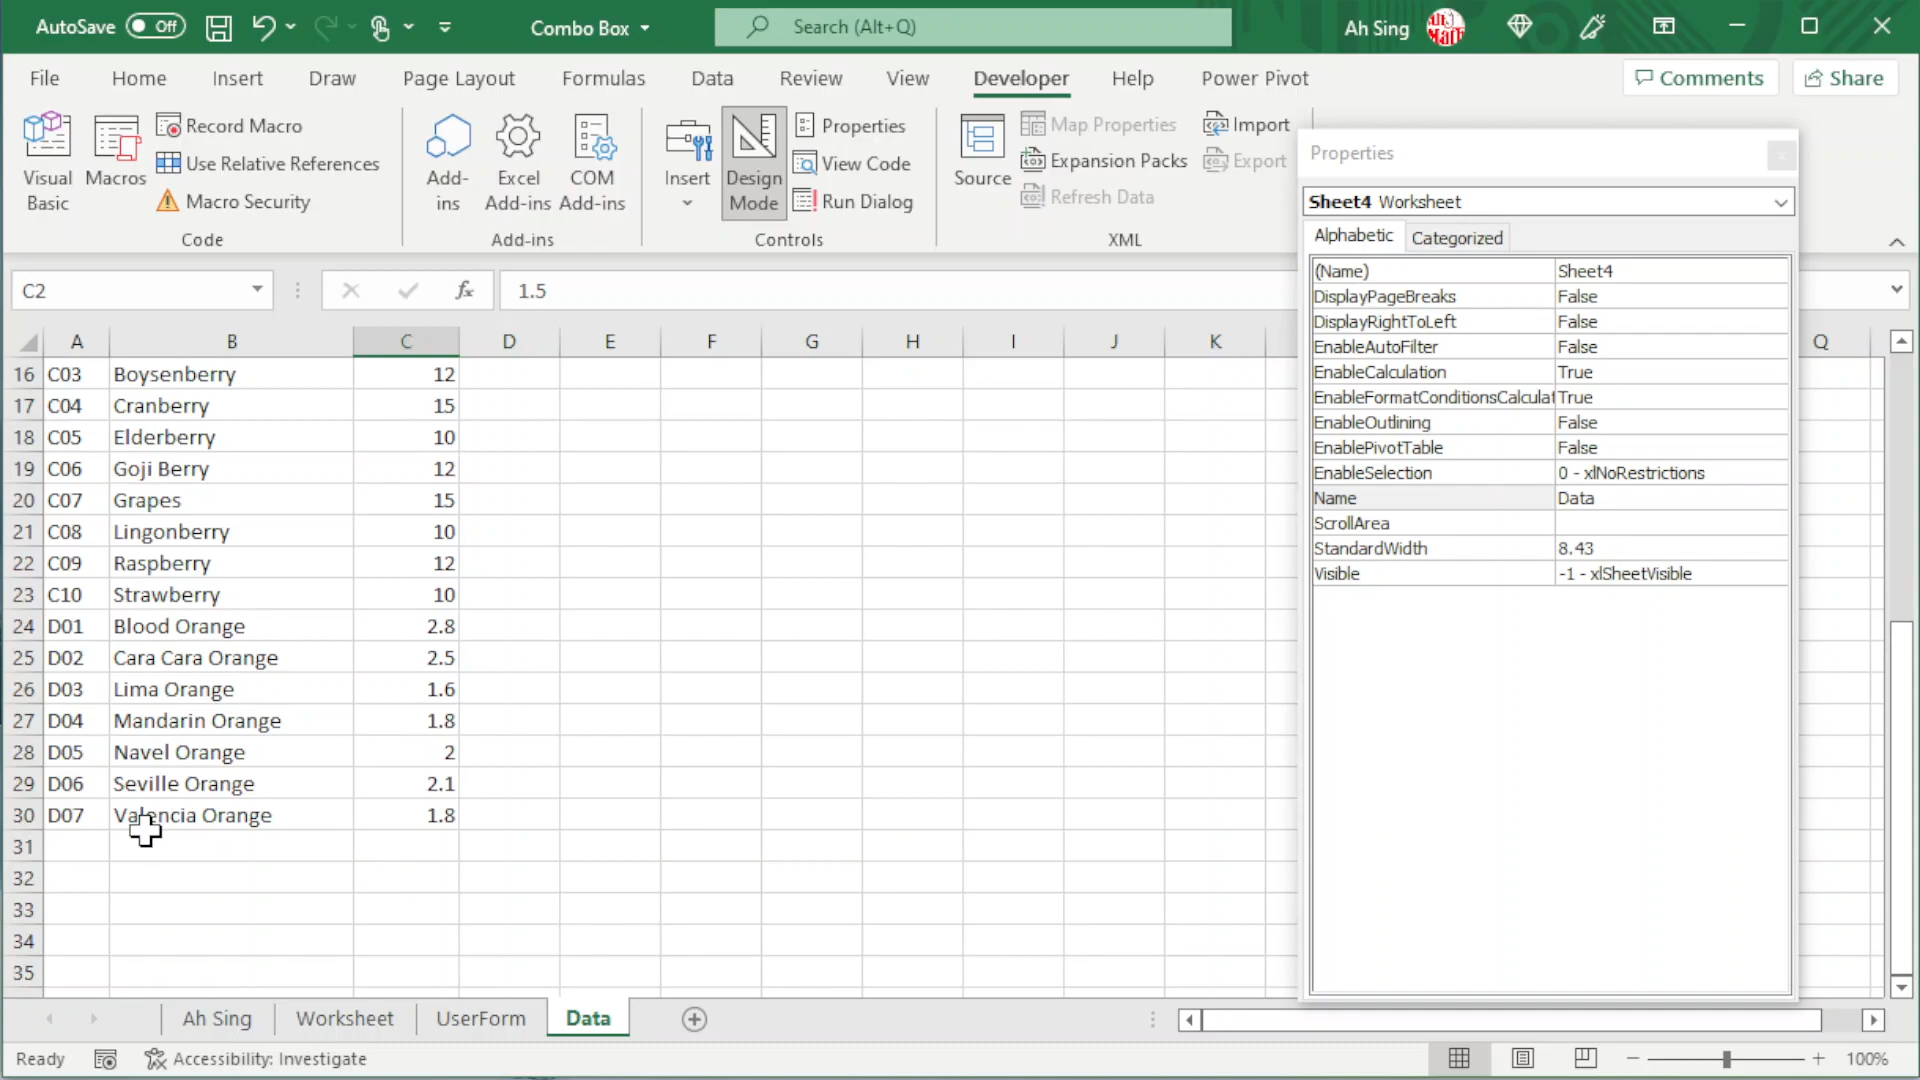 AutoSave Off Combo Box Search (Alt+Q) Ah Sing
File Home Insert Draw Page Layout Formulas Data Review View Developer Help Power Pivot Comments Share
Visual Basic Macros Record Macro Use Relative References Macro Security Code
Add-ins Excel Add-ins COM Add-ins Add-ins
Insert Design Mode Properties View Code Run Dialog Controls
Source Map Properties Expansion Packs Refresh Data Import Export XML
C2 fx 1.5
A B C D E F G H I J K Q
16 C03 Boysenberry 12
17 C04 Cranberry 15
18 C05 Elderberry 10
19 C06 Goji Berry 12
20 C07 Grapes 15
21 C08 Lingonberry 10
22 C09 Raspberry 12
23 C10 Strawberry 10
24 D01 Blood Orange 2.8
25 D02 Cara Cara Orange 2.5
26 D03 Lima Orange 1.6
27 D04 Mandarin Orange 1.8
28 D05 Navel Orange 2
29 D06 Seville Orange 2.1
30 D07 Valencia Orange 1.8
31
32
33
34
35
Properties
Sheet4 Worksheet
Alphabetic Categorized
(Name) Sheet4
DisplayPageBreaks False
DisplayRightToLeft False
EnableAutoFilter False
EnableCalculation True
EnableFormatConditionsCalculat True
EnableOutlining False
EnablePivotTable False
EnableSelection 0 - xlNoRestrictions
Name Data
ScrollArea
StandardWidth 8.43
Visible -1 - xlSheetVisible
Ah Sing Worksheet UserForm Data
Ready Accessibility: Investigate 100%